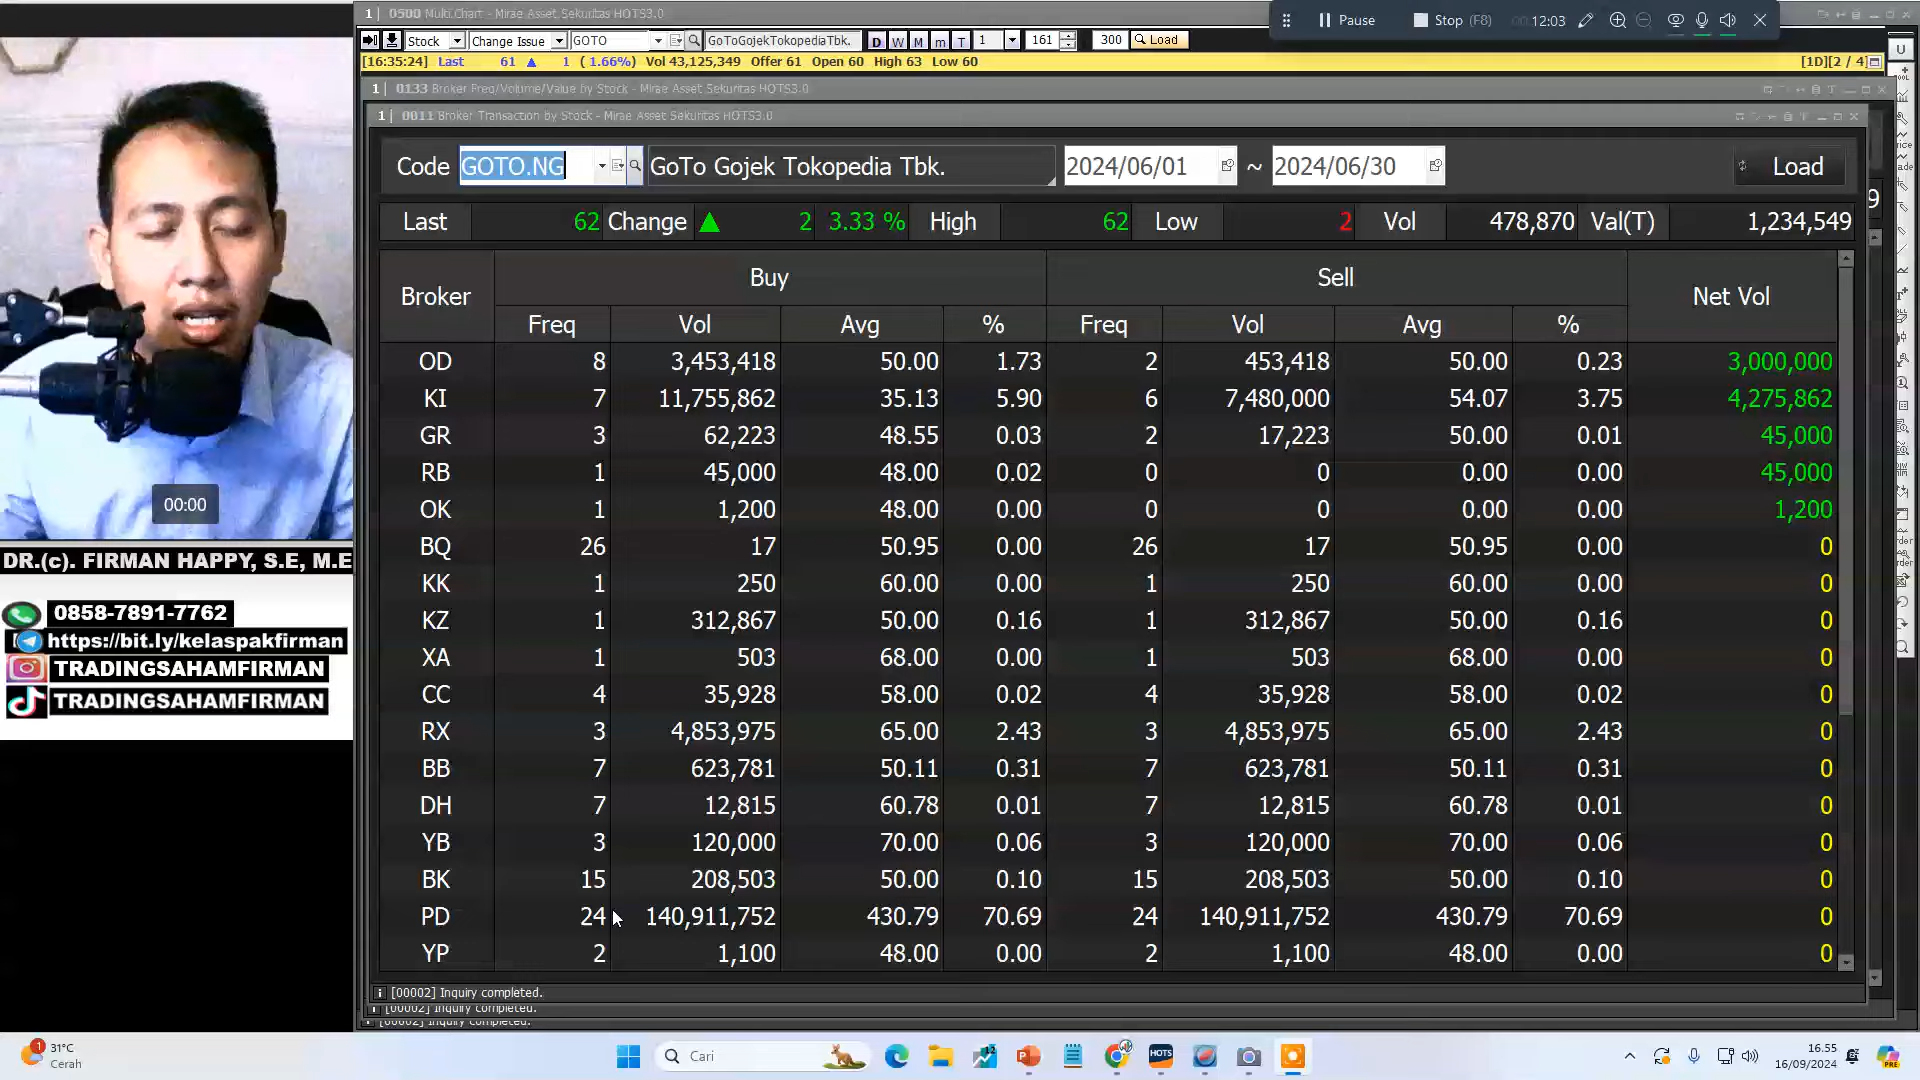 1 | 0500 Multi Chart - Mirae Asset Sekuritas HOTS3.0
Pause Stop (F8) 00:12:03
Stock Change Issue GOTO GoToGojekTokopediaTbk. D W M m T 1 161 300 Load
[16:35:24] Last 61 ▲ 1 ( 1.66%) Vol 43,125,349 Offer 61 Open 60 High 63 Low 60 [1D][2 / 4]
1 | 0133 Broker Freq/Volume/Value by Stock - Mirae Asset Sekuritas HOTS3.0
1 | 0011 Broker Transaction by Stock - Mirae Asset Sekuritas HOTS3.0
Code GOTO.NG GoTo Gojek Tokopedia Tbk. 2024/06/01 ~ 2024/06/30 Load
Last 62 Change ▲ 2 3.33 % High 62 Low 2 Vol 478,870 Val(T) 1,234,549
Broker Buy Sell Net Vol
Freq Vol Avg % Freq Vol Avg %
OD 8 3,453,418 50.00 1.73 2 453,418 50.00 0.23 3,000,000
KI 7 11,755,862 35.13 5.90 6 7,480,000 54.07 3.75 4,275,862
GR 3 62,223 48.55 0.03 2 17,223 50.00 0.01 45,000
RB 1 45,000 48.00 0.02 0 0 0.00 0.00 45,000
OK 1 1,200 48.00 0.00 0 0 0.00 0.00 1,200
BQ 26 17 50.95 0.00 26 17 50.95 0.00 0
KK 1 250 60.00 0.00 1 250 60.00 0.00 0
KZ 1 312,867 50.00 0.16 1 312,867 50.00 0.16 0
XA 1 503 68.00 0.00 1 503 68.00 0.00 0
CC 4 35,928 58.00 0.02 4 35,928 58.00 0.02 0
RX 3 4,853,975 65.00 2.43 3 4,853,975 65.00 2.43 0
BB 7 623,781 50.11 0.31 7 623,781 50.11 0.31 0
DH 7 12,815 60.78 0.01 7 12,815 60.78 0.01 0
YB 3 120,000 70.00 0.06 3 120,000 70.00 0.06 0
BK 15 208,503 50.00 0.10 15 208,503 50.00 0.10 0
PD 24 140,911,752 430.79 70.69 24 140,911,752 430.79 70.69 0
YP 2 1,100 48.00 0.00 2 1,100 48.00 0.00 0
[00002] Inquiry completed.
[00002] Inquiry completed.
[00002] Inquiry completed.
00:00
DR.(c). FIRMAN HAPPY, S.E, M.E
0858-7891-7762
https://bit.ly/kelaspakfirman
TRADINGSAHAMFIRMAN
TRADINGSAHAMFIRMAN
1 31°C
Cerah
Cari
HOTS
16.55
16/09/2024
PRE